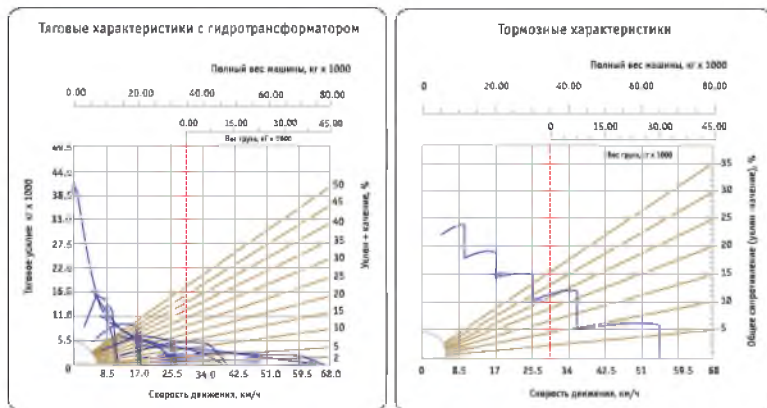 Тяговые характеристики с гидротрансформатором
Полный вес машины, кг x 1000
0.00 20.00 40.00 60.00 80.00
0.00 15.00 30.00 45.00
Вес груза, кг x 1000
Тяговое усилие кг x 1000
44.0
38.5
33.0
27.5
22.0
16.5
11.0
5.5
0
50
45
40
35
30
25
20
15
10
5
2
Уклон + качение, %
8.5 17.0 25.5 34.0 42.5 51.0 59.5 68.0
Скорость движения, км/ч
Тормозные характеристики
Полный вес машины, кг x 1000
0 20.00 40.00 60.00 80.00
0 15.00 30.00 45.00
Вес груза, кг x 1000
35
30
25
20
15
10
5
Общее сопротивление (уклон -качение), %
0 8.5 17 25.5 34 42.5 51 59.5 68
Скорость движения, км/ч